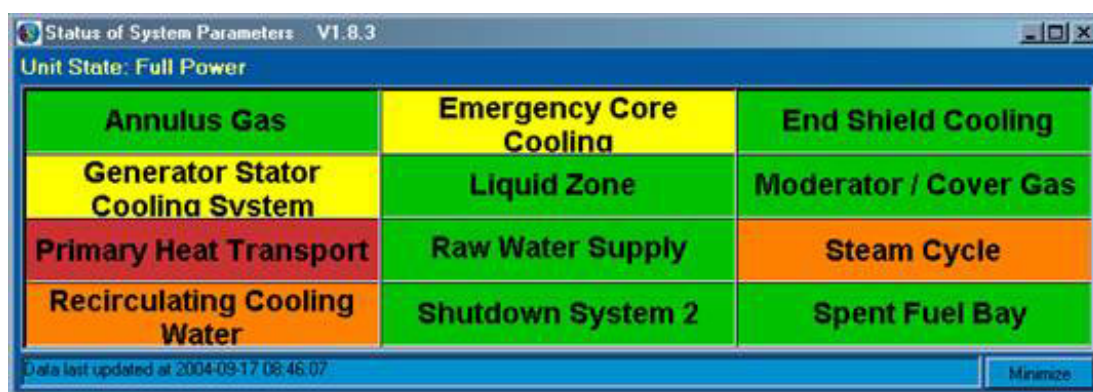 Status of System Parameters V1.8.3
Unit State: Full Power
Annulus Gas
Emergency Core
Cooling
End Shield Cooling
Generator Stator
Cooling System
Liquid Zone
Moderator / Cover Gas
Primary Heat Transport
Raw Water Supply
Steam Cycle
Recirculating Cooling
Water
Shutdown System 2
Spent Fuel Bay
Data last updated at 2004-09-17 08:46:07
Minimize